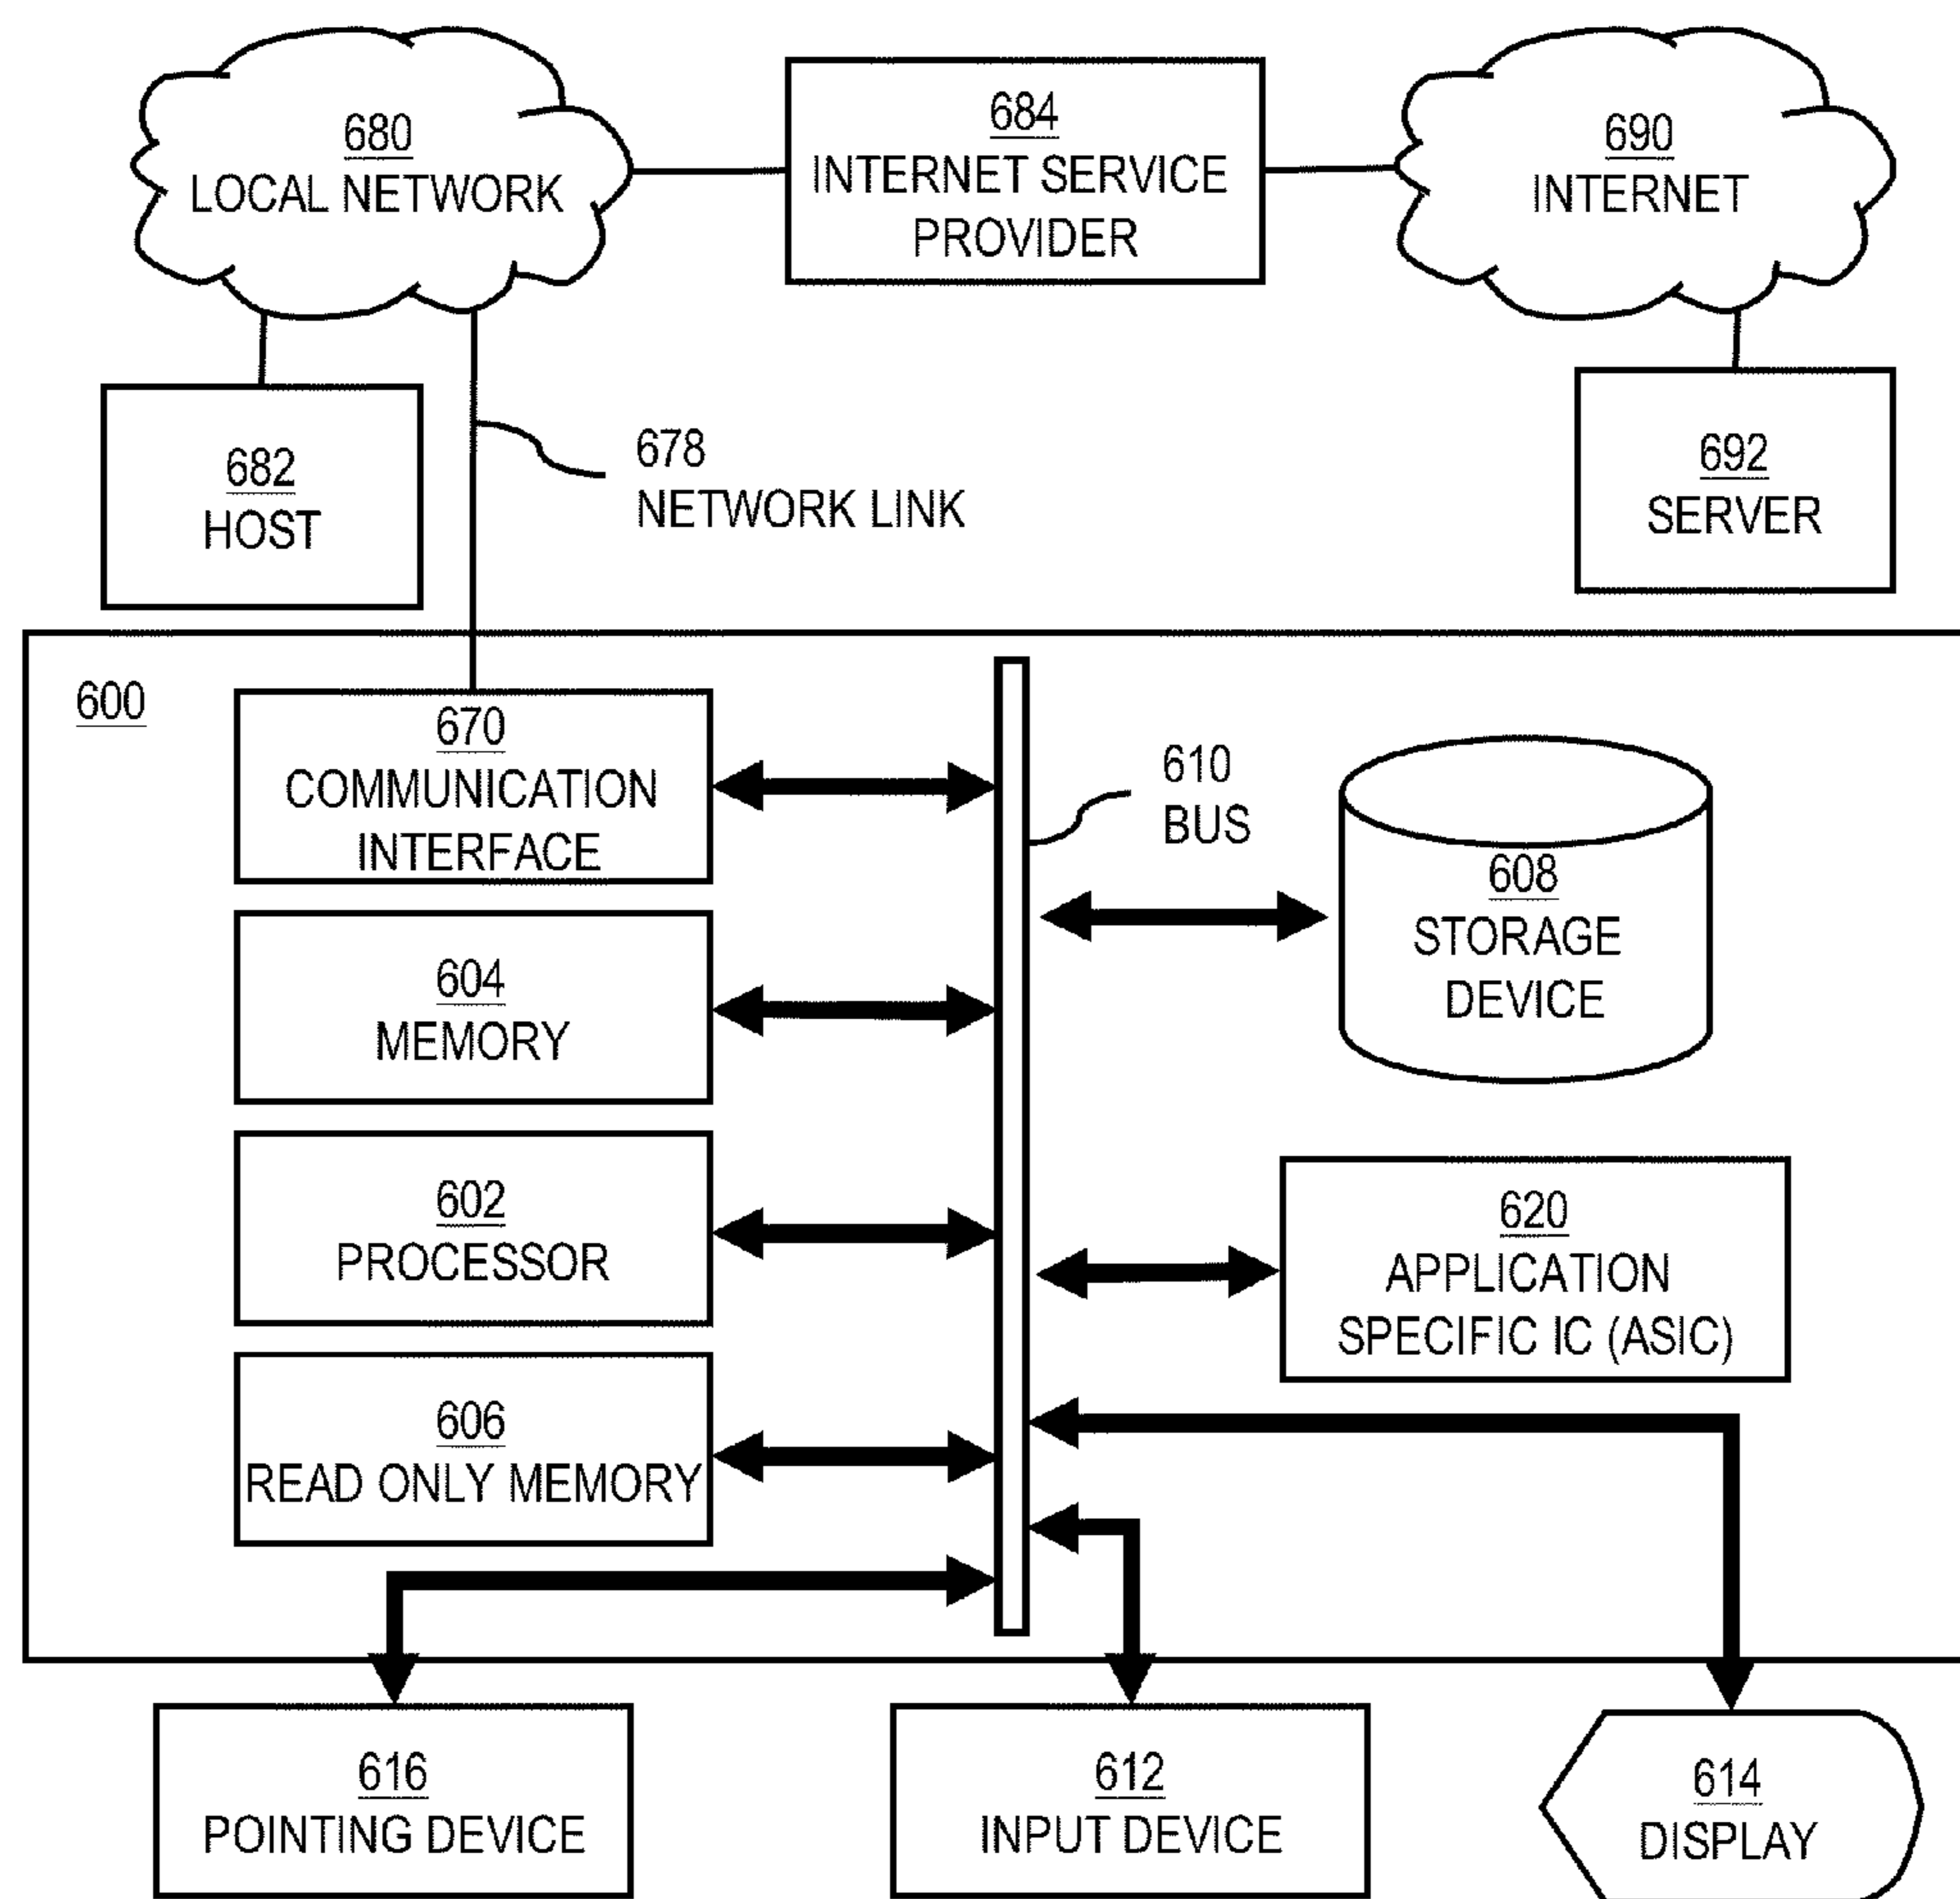 680
LOCAL NETWORK
684
INTERNET SERVICE
PROVIDER
690
INTERNET
682
HOST
678
NETWORK LINK
692
SERVER
600
670
COMMUNICATION
INTERFACE
610
BUS
608
STORAGE
DEVICE
604
MEMORY
602
PROCESSOR
620
APPLICATION
SPECIFIC IC (ASIC)
606
READ ONLY MEMORY
616
POINTING DEVICE
612
INPUT DEVICE
614
DISPLAY